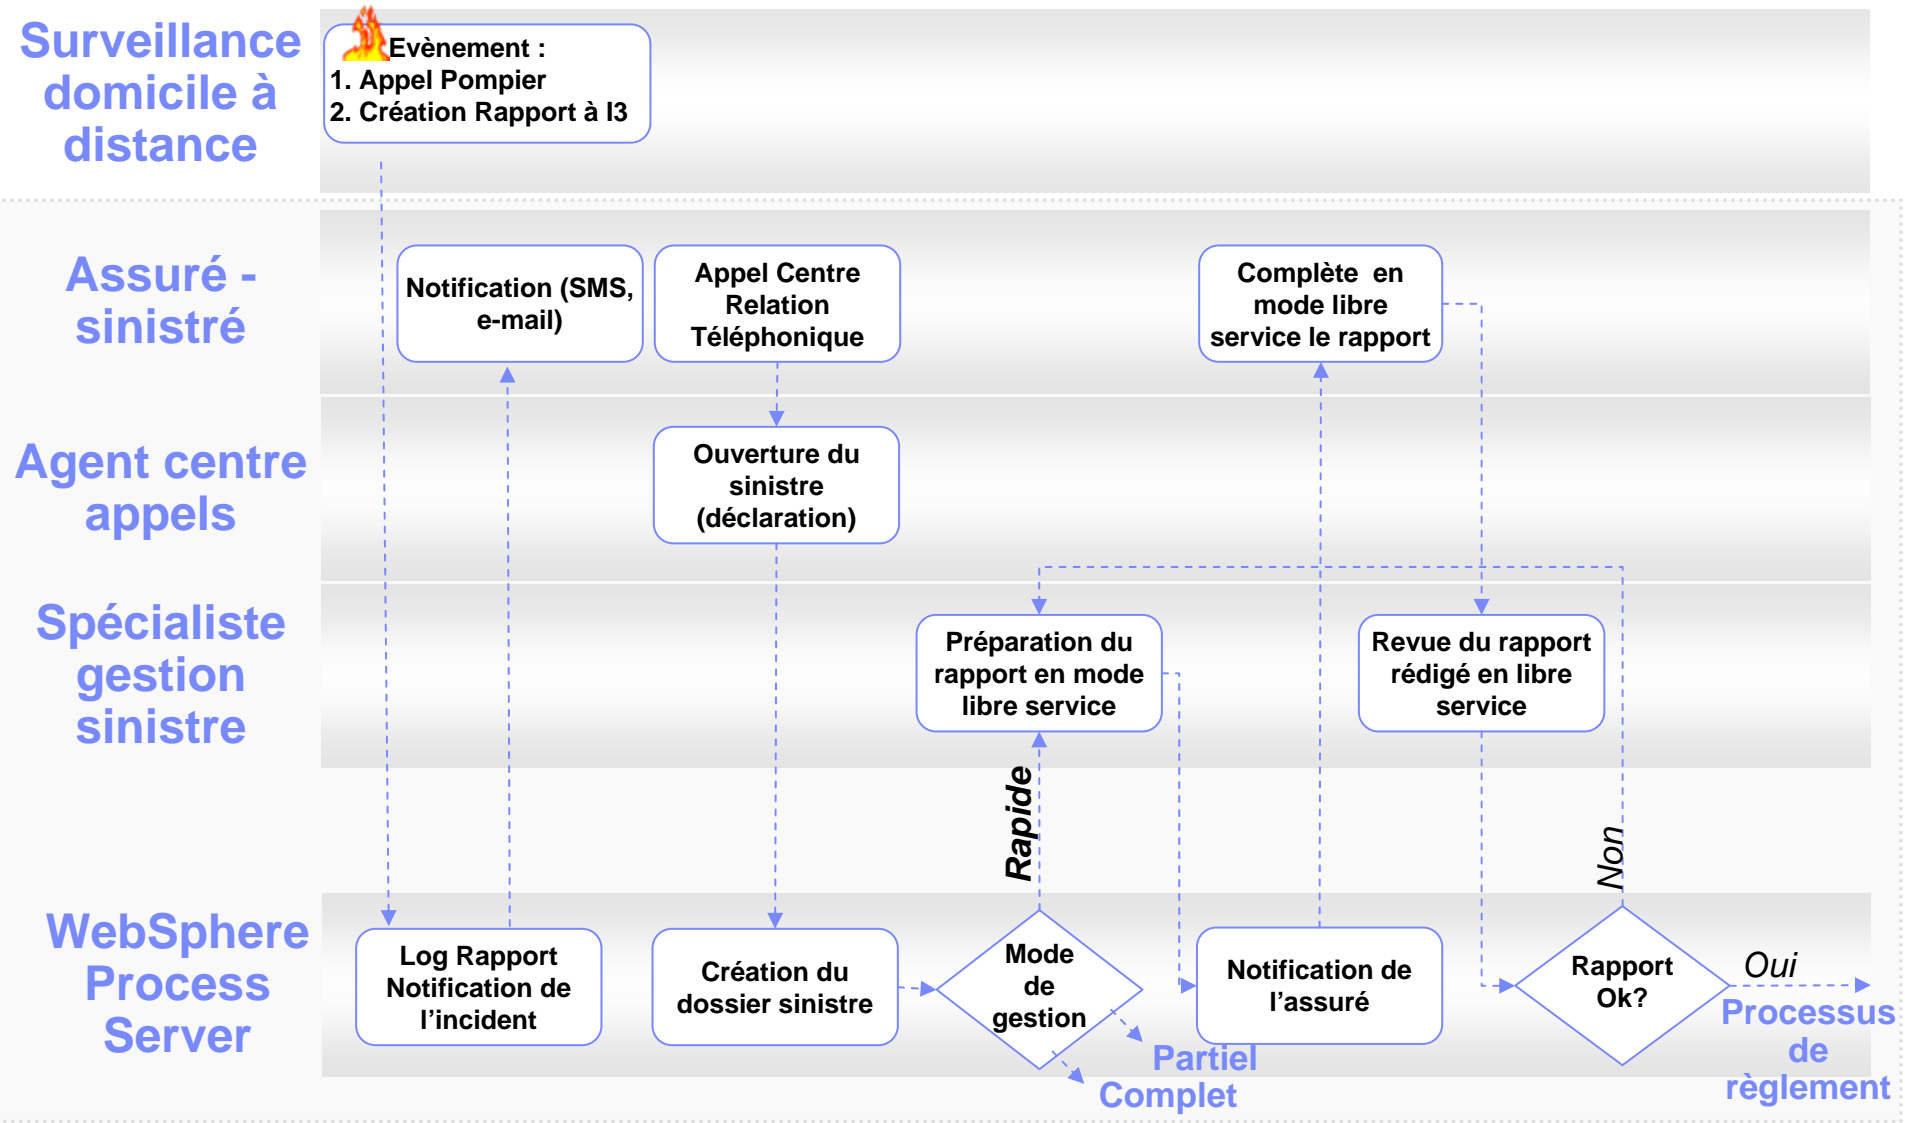 Surveillance
domicile à
distance
Evènement :
1. Appel Pompier
2. Création Rapport à I3
Assuré -
sinistré
Notification (SMS,
e-mail)
Appel Centre
Relation
Téléphonique
Complète en
mode libre
service le rapport
Agent centre
appels
Ouverture du
sinistre
(déclaration)
Spécialiste
gestion
sinistre
Préparation du
rapport en mode
libre service
Revue du rapport
rédigé en libre
service
Rapide
Non
WebSphere
Process
Server
Log Rapport
Notification de
l’incident
Création du
dossier sinistre
Mode
de
gestion
Partiel
Complet
Notification de
l’assuré
Rapport
Ok?
Oui
Processus
de
règlement